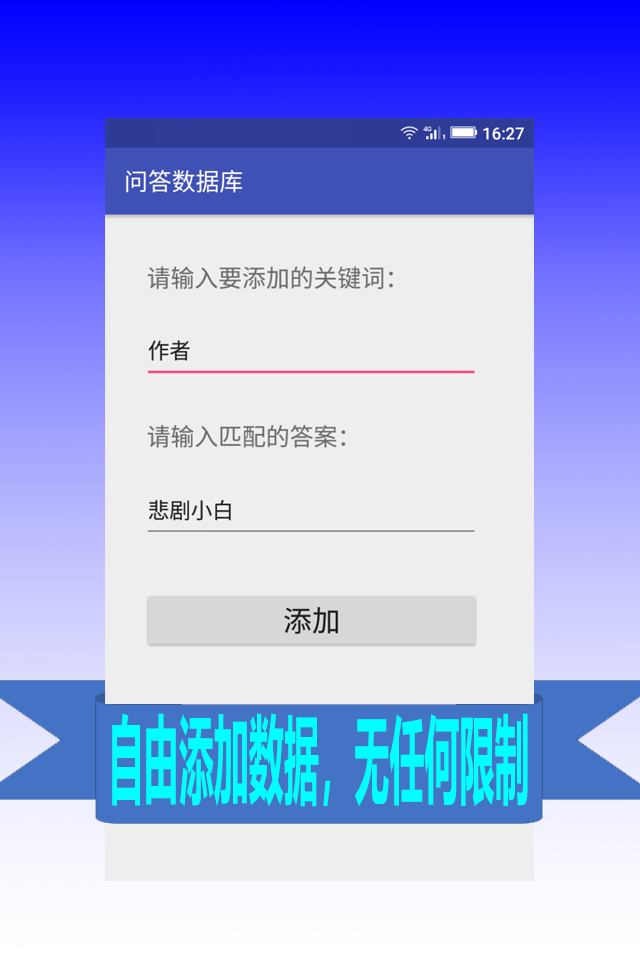 4G 16:27
问答数据库
请输入要添加的关键词：
作者
请输入匹配的答案：
悲剧小白
添加
自由添加数据，无任何限制